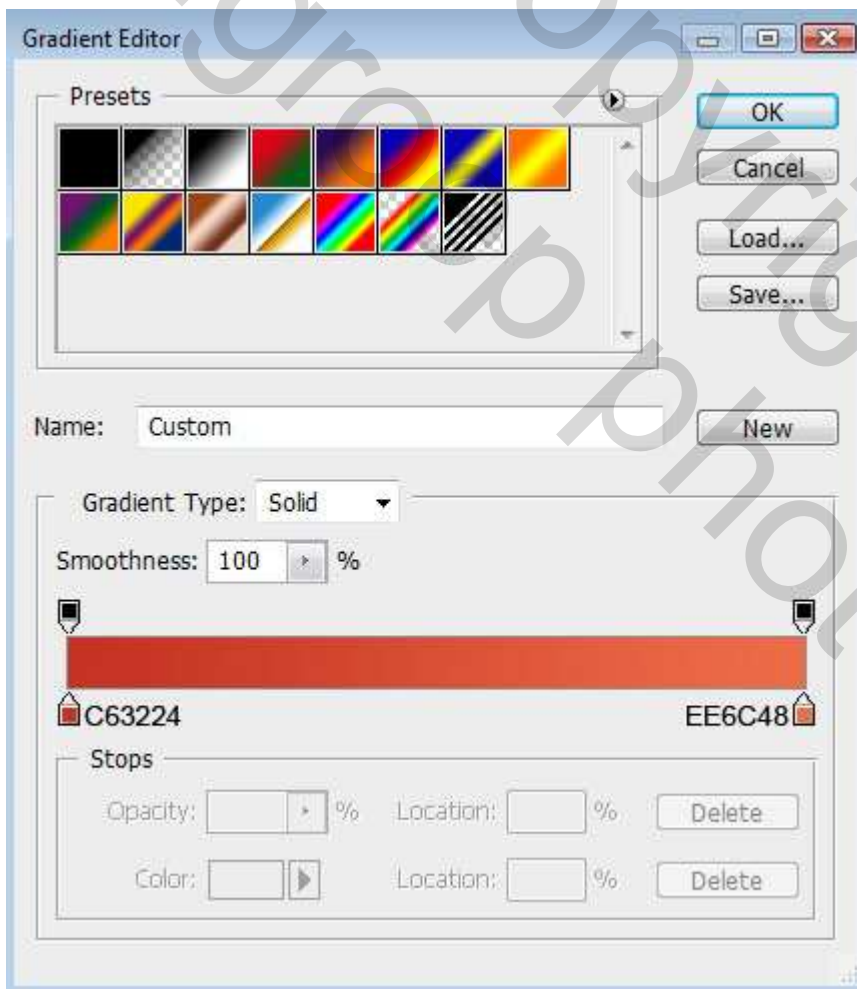 Gradient Editor
Presets
OK
Cancel
Load...
Save...
Name: Custom
New
Gradient Type: Solid
Smoothness: 100 %
C63224 EE6C48
Stops
Opacity: % Location: % Delete
Color: Location: % Delete